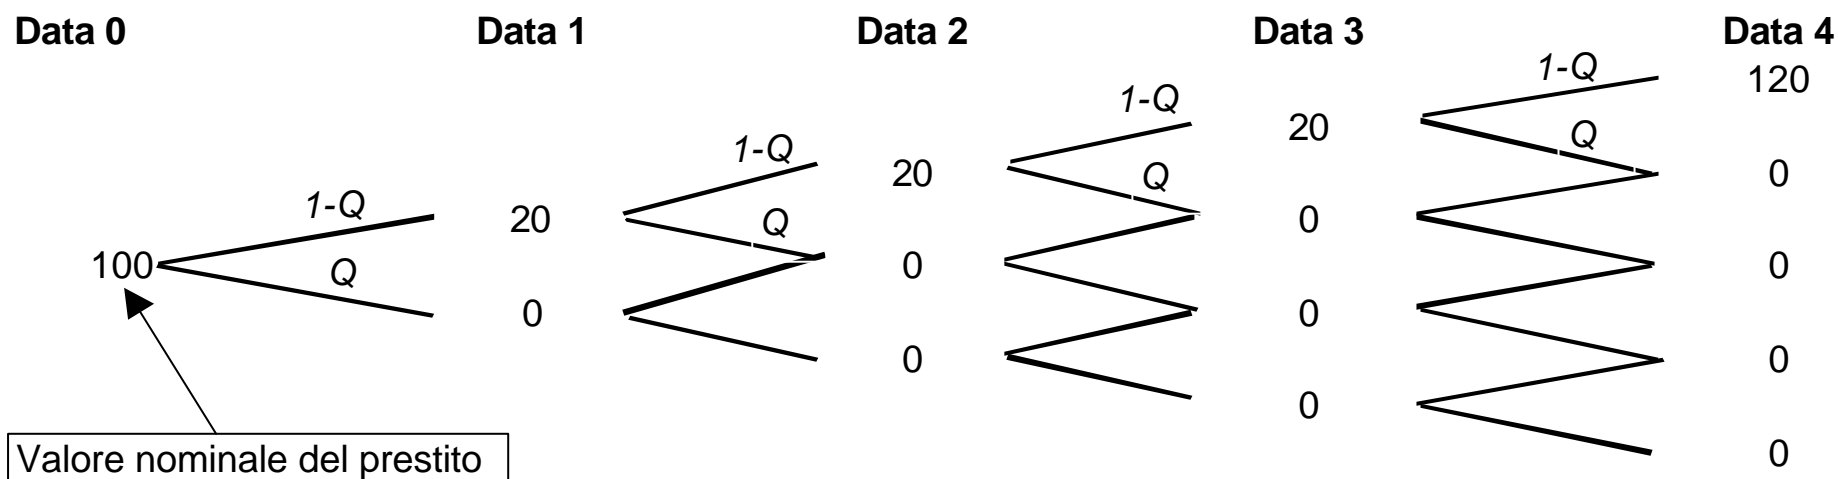 Data 0 Data 1 Data 2 Data 3 Data 4
1-Q 120
1-Q 20 Q
1-Q 20 Q 0
1-Q 20 Q 0 0
100 Q 0 0
0 0 0
0 0
0
Valore nominale del prestito